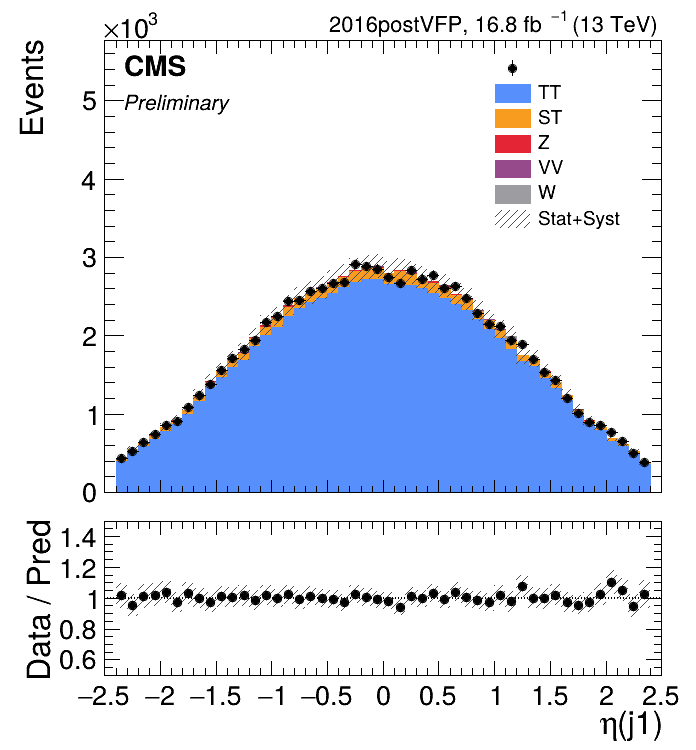 ×10³
2016postVFP, 16.8 fb⁻¹ (13 TeV)
Events
CMS
Preliminary
TT
ST
Z
VV
W
Stat+Syst
5
4
3
2
1
0
Data / Pred
1.4
1.2
1
0.8
0.6
−2.5 −2 −1.5 −1 −0.5 0 0.5 1 1.5 2 2.5
η(j1)